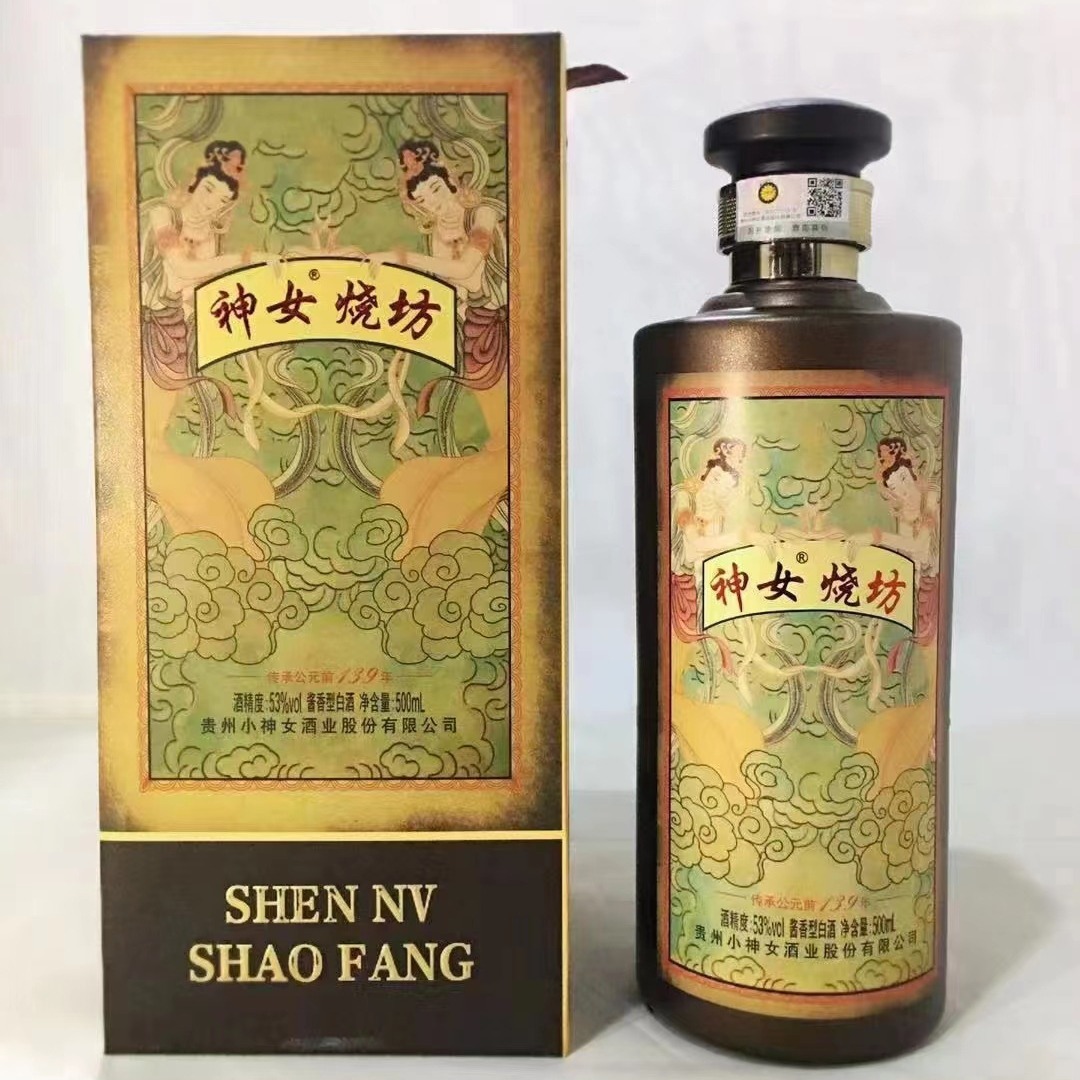 神女®烧坊
传承公元前139年
酒精度:53%vol 酱香型白酒 净含量:500mL
贵州小神女酒业股份有限公司
SHEN NV
SHAO FANG
神女®烧坊
传承公元前139年
酒精度:53%vol 酱香型白酒 净含量:500mL
贵州小神女酒业股份有限公司